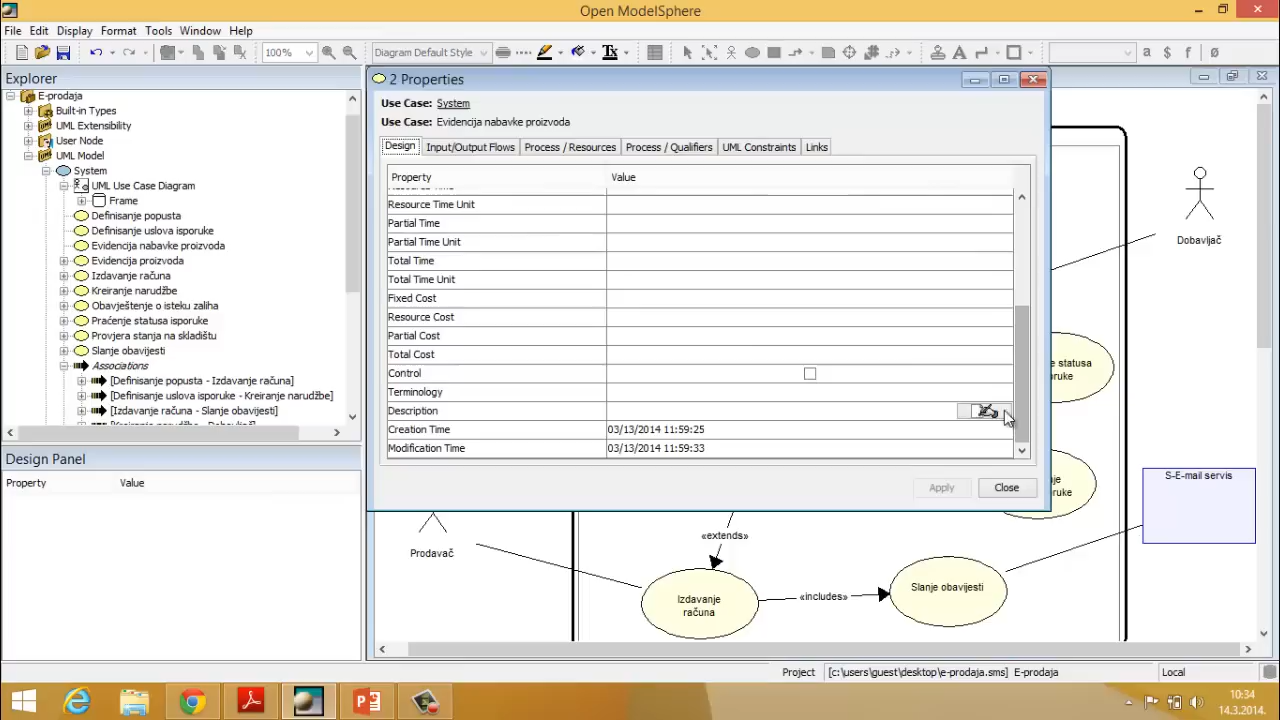 Open ModelSphere
File Edit Display Format Tools Window Help
100% Diagram Default Style
Explorer
E-prodaja
Built-in Types
UML Extensibility
User Node
UML Model
System
UML Use Case Diagram
Frame
Definisanje popusta
Definisanje uslova isporuke
Evidencija nabavke proizvoda
Evidencija proizvoda
Izdavanje računa
Kreiranje narudžbe
Obavještenje o isteku zaliha
Praćenje statusa isporuke
Provjera stanja na skladištu
Slanje obavijesti
Associations
[Definisanje popusta - Izdavanje računa]
[Definisanje uslova isporuke - Kreiranje narudžbe]
[Izdavanje računa - Slanje obavijesti]
Design Panel
Property Value
2 Properties
Use Case: System
Use Case: Evidencija nabavke proizvoda
Design Input/Output Flows Process / Resources Process / Qualifiers UML Constraints Links
Property Value
Resource Time Unit
Partial Time
Partial Time Unit
Total Time
Total Time Unit
Fixed Cost
Resource Cost
Partial Cost
Total Cost
Control
Terminology
Description
Creation Time 03/13/2014 11:59:25
Modification Time 03/13/2014 11:59:33
Apply Close
Dobavljač
e statusa
ruke
je
ruke
S-E-mail servis
Prodavač
«extends»
Izdavanje
računa
«includes»
Slanje obavijesti
Project [c:\users\guest\desktop\e-prodaja.sms] E-prodaja Local
10:34
14.3.2014.